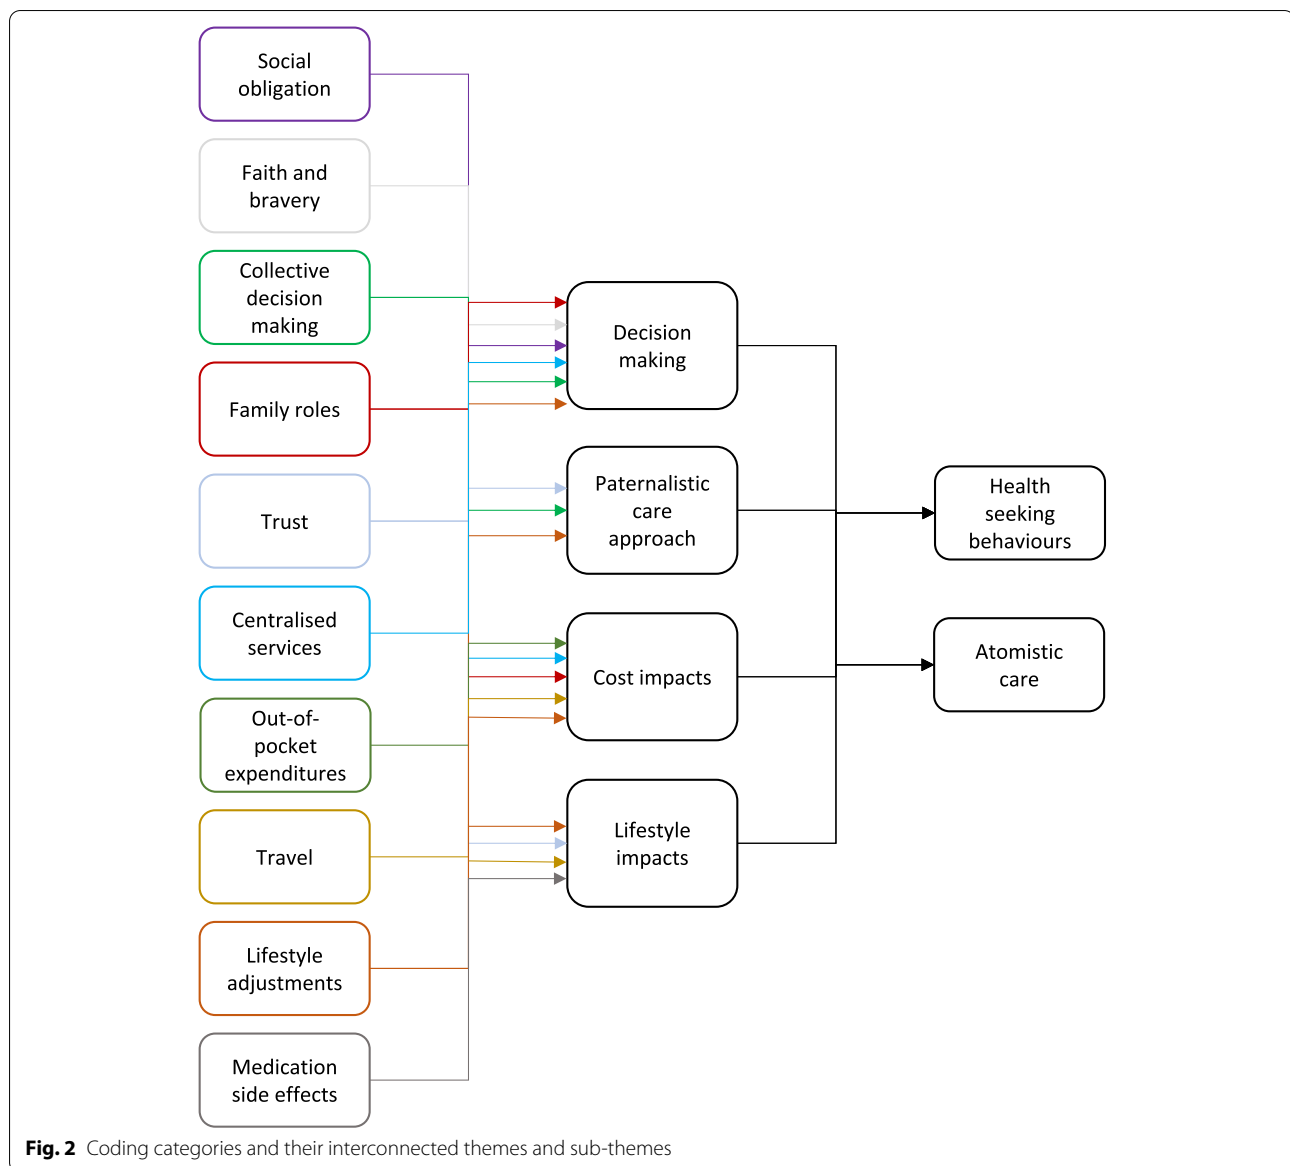 Social
obligation
Faith and
bravery
Collective
decision
making
Family roles
Trust
Centralised
services
Out-of-
pocket
expenditures
Travel
Lifestyle
adjustments
Medication
side effects
Decision
making
Paternalistic
care
approach
Cost impacts
Lifestyle
impacts
Health
seeking
behaviours
Atomistic
care
Fig. 2 Coding categories and their interconnected themes and sub-themes